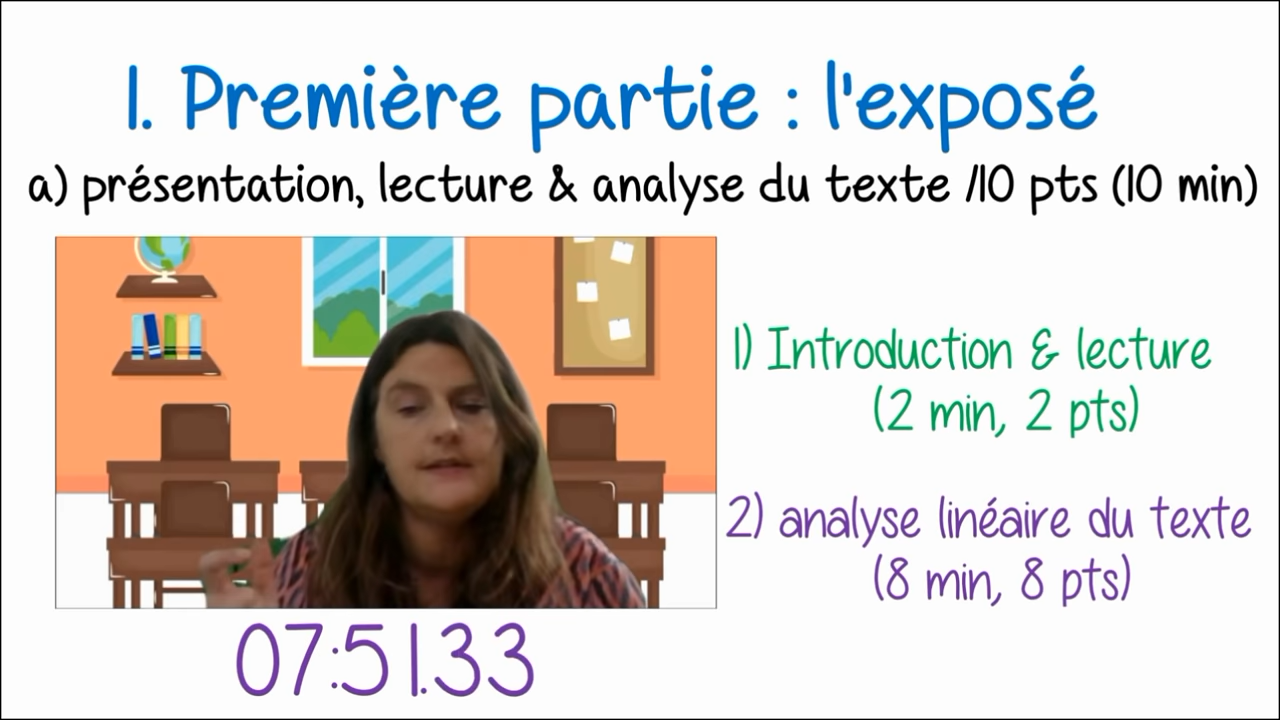 I. Première partie : l'exposé
a) présentation, lecture & analyse du texte /10 pts (10 min)
1) Introduction & lecture
(2 min, 2 pts)
2) analyse linéaire du texte
(8 min, 8 pts)
07:51.33